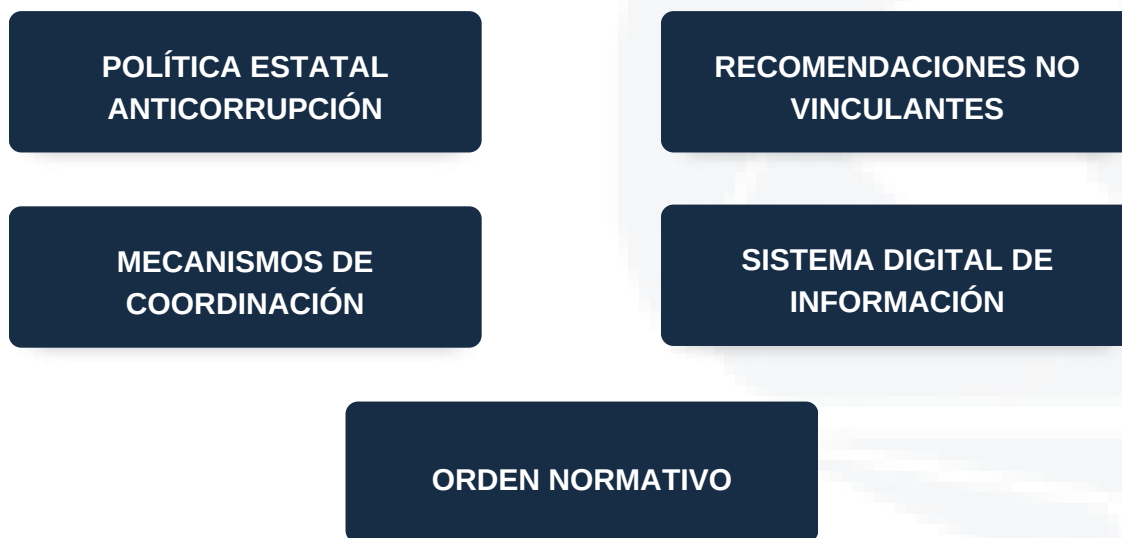 POLÍTICA ESTATAL
ANTICORRUPCIÓN
RECOMENDACIONES NO
VINCULANTES
MECANISMOS DE
COORDINACIÓN
SISTEMA DIGITAL DE
INFORMACIÓN
ORDEN NORMATIVO